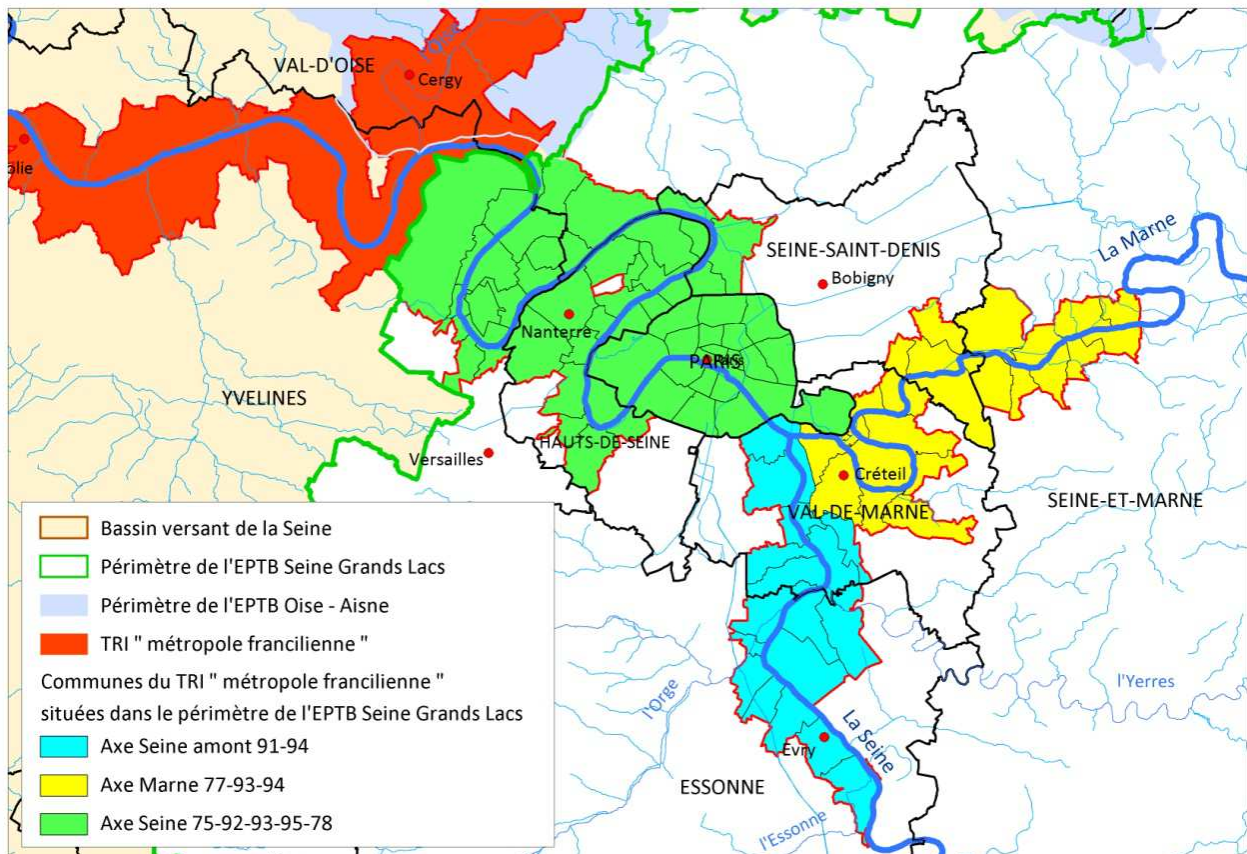 l'Oise
VAL-D'OISE
Cergy
olie
La Marne
SEINE-SAINT-DENIS
Bobigny
Nanterre
PARIS
Paris
YVELINES
HAUTS-DE-SEINE
Versailles
Créteil
SEINE-ET-MARNE
VAL-DE-MARNE
l'Yerres
l'Orge
La Seine
Evry
ESSONNE
l'Essonne
Bassin versant de la Seine
Périmètre de l'EPTB Seine Grands Lacs
Périmètre de l'EPTB Oise - Aisne
TRI " métropole francilienne "
Communes du TRI " métropole francilienne "
situées dans le périmètre de l'EPTB Seine Grands Lacs
Axe Seine amont 91-94
Axe Marne 77-93-94
Axe Seine 75-92-93-95-78